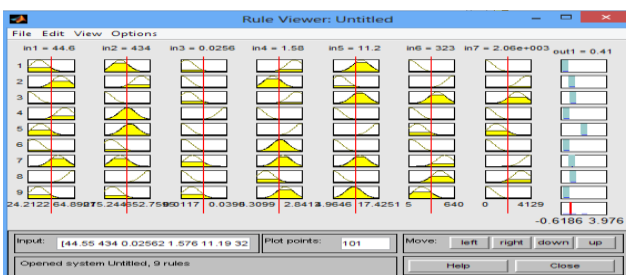 Rule Viewer: Untitled
File Edit View Options
in1 = 44.6 in2 = 434 in3 = 0.0256 in4 = 1.58 in5 = 11.2 in6 = 323 in7 = 2.06e+003 out1 = 0.41
1
2
3
4
5
6
7
8
9
5 640 0 4129
-0.6186 3.976
Input: [44.55 434 0.02562 1.576 11.19 32 Plot points: 101 Move: left right down up
Opened system Untitled, 9 rules Help Close